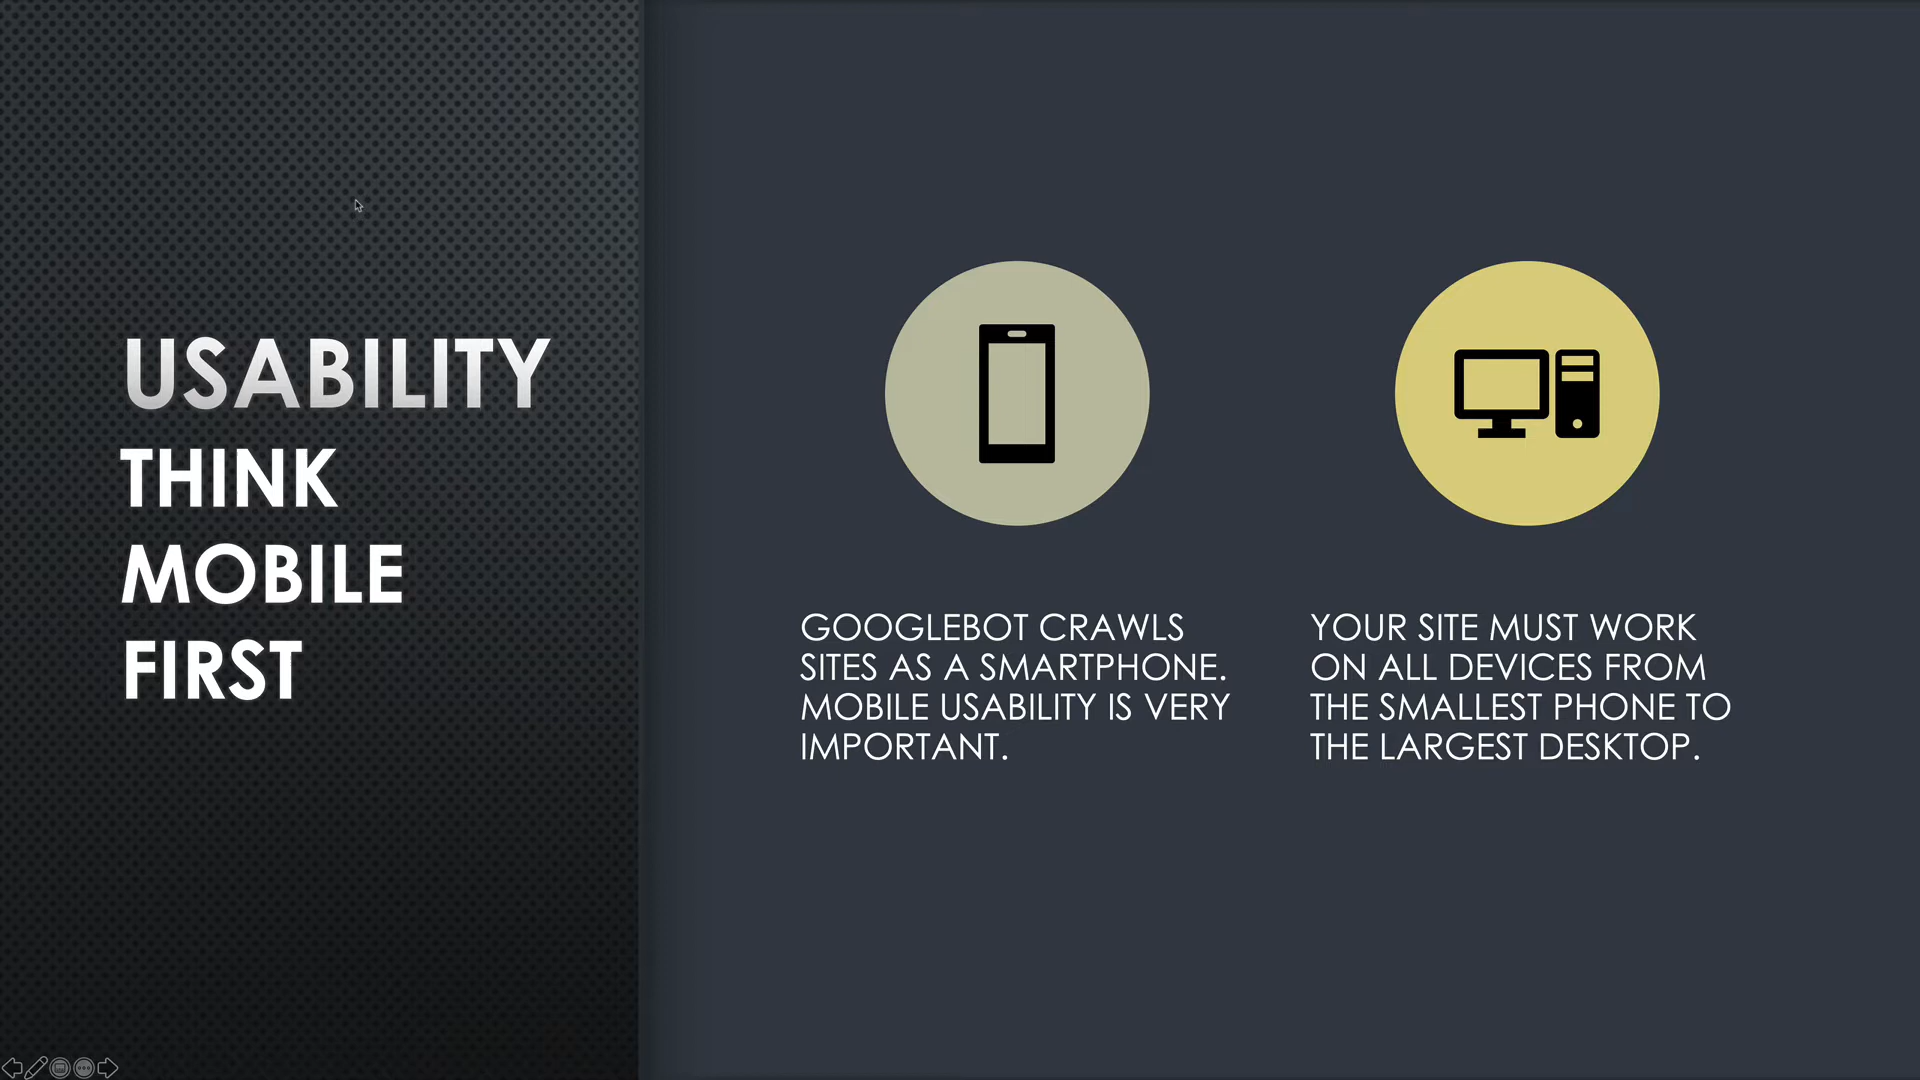 USABILITY
THINK
MOBILE
FIRST
GOOGLEBOT CRAWLS
SITES AS A SMARTPHONE.
MOBILE USABILITY IS VERY
IMPORTANT.
YOUR SITE MUST WORK
ON ALL DEVICES FROM
THE SMALLEST PHONE TO
THE LARGEST DESKTOP.